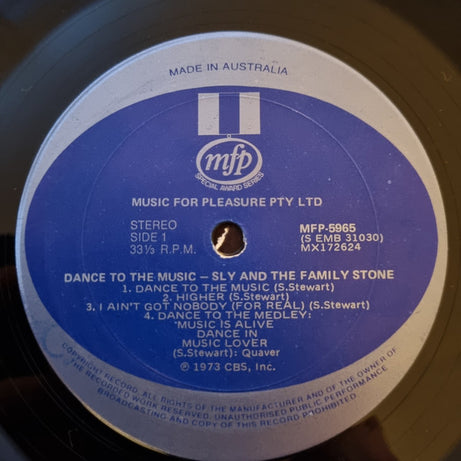 MADE IN AUSTRALIA
mfp
SPECIAL AWARD SERIES
MUSIC FOR PLEASURE PTY LTD
STEREO
SIDE 1
33⅓ R.P.M.
MFP-5965
(S EMB 31030)
MX172624
DANCE TO THE MUSIC – SLY AND THE FAMILY STONE
1. DANCE TO THE MUSIC (S.Stewart)
2. HIGHER (S.Stewart)
3. I AIN'T GOT NOBODY (FOR REAL) (S.Stewart)
4. DANCE TO THE MEDLEY:
'MUSIC IS ALIVE
DANCE IN
MUSIC LOVER
(S.Stewart): Quaver
℗ 1973 CBS, Inc.
COPYRIGHT RECORD. ALL RIGHTS OF THE MANUFACTURER AND OF THE OWNER OF
THE RECORDED WORK RESERVED. UNAUTHORISED PUBLIC PERFORMANCE
BROADCASTING AND COPY OF THIS RECORD PROHIBITED